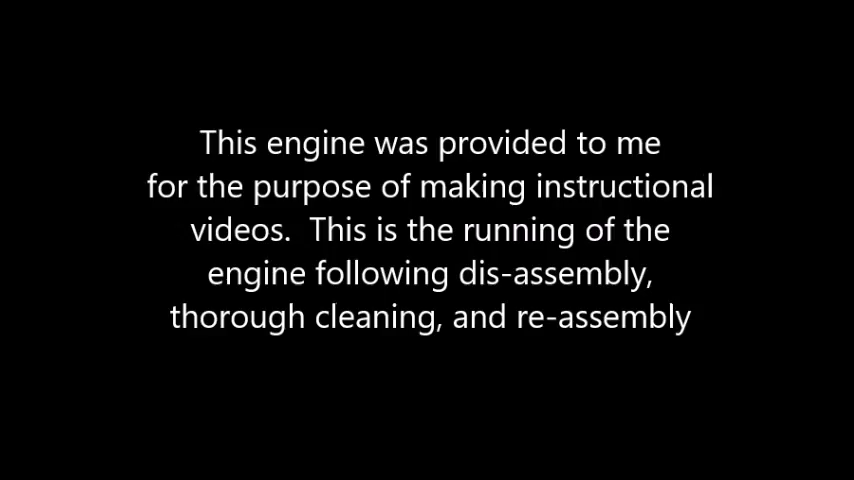 This engine was provided to me
for the purpose of making instructional
videos.  This is the running of the
engine following dis-assembly,
thorough cleaning, and re-assembly